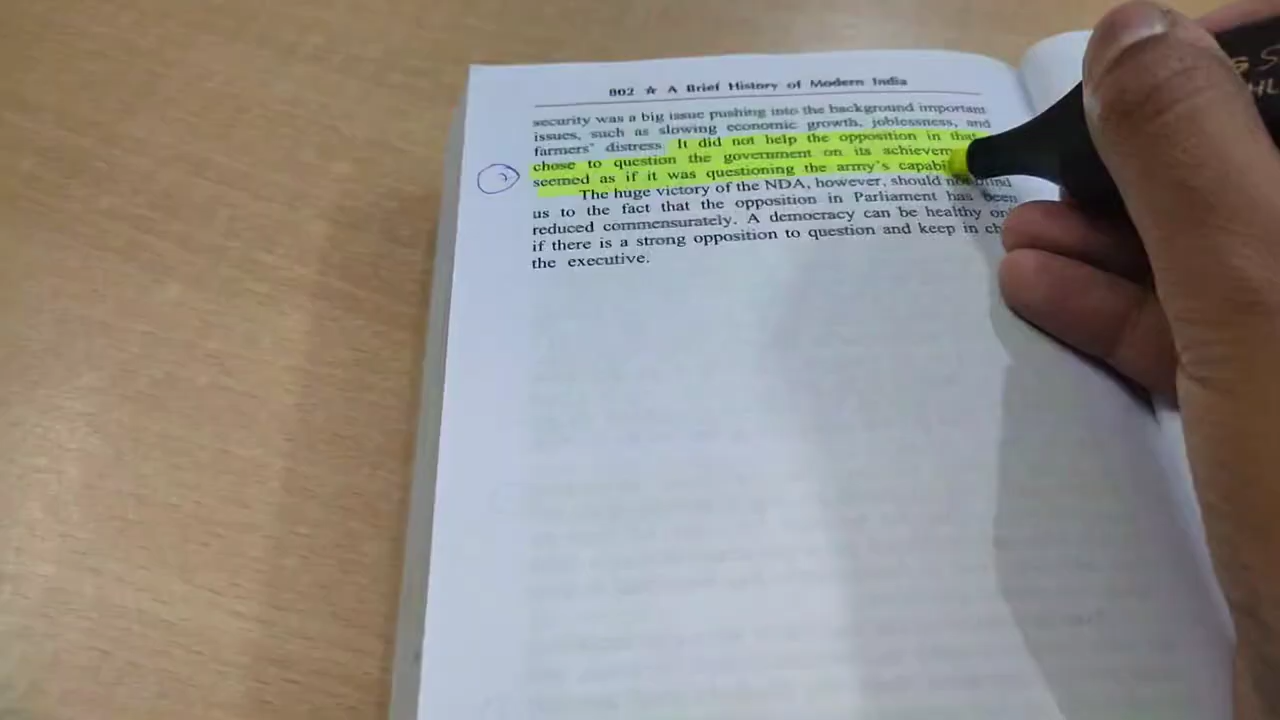 802 ★ A Brief History of Modern India
security was a big issue pushing into the background important
issues, such as slowing economic growth, joblessness, and
farmers' distress. It did not help the opposition in that
chose to question the government on its
seemed as if it was questioning the army's
The huge victory of the NDA, however, should not blind
us to the fact that the opposition in Parliament has been
reduced commensurately. A democracy can be healthy
if there is a strong opposition to question and keep in
the executive.